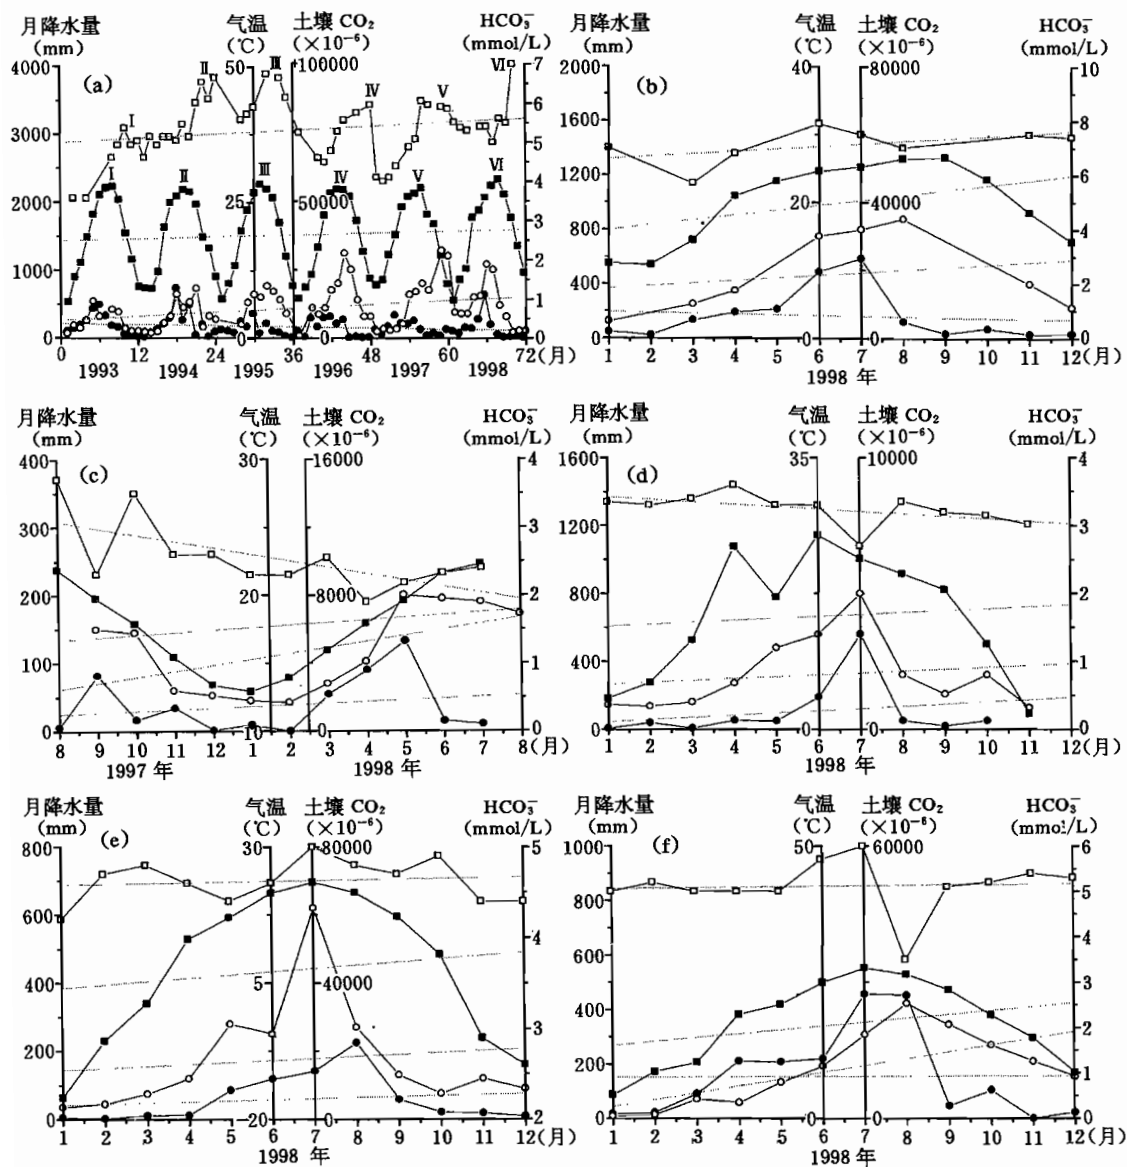 月降水量 气温 土壤 CO₂ HCO₃⁻
(mm) (℃) (×10⁻⁶) (mmol/L)
4000 50 100000 7
(a) Ⅰ Ⅱ Ⅲ Ⅳ Ⅴ Ⅵ
6
3000 5
Ⅰ Ⅱ Ⅲ Ⅳ Ⅴ Ⅵ
4
2000 25 50000
3
1000 2
1
0 0 0 0
0 12 24 36 48 60 72(月)
1993 1994 1995 1996 1997 1998
月降水量 气温 土壤 CO₂ HCO₃⁻
(mm) (℃) (×10⁻⁶) (mmol/L)
2000 40 80000 10
(b)
1600 8
1200 6
20 40000
800 4
400 2
0 0 0 0
1 2 3 4 5 6 7 8 9 10 11 12(月)
1998 年
月降水量 气温 土壤 CO₂ HCO₃⁻
(mm) (℃) (×10⁻⁶) (mmol/L)
400 30 16000 4
(c)
300 3
200 20 8000 2
100 1
0 10 0 0
8 9 10 11 12 1 2 3 4 5 6 7 8(月)
1997 年 1998 年
月降水量 气温 土壤 CO₂ HCO₃⁻
(mm) (℃) (×10⁻⁶) (mmol/L)
1600 35 10000 4
(d)
1200 3
800 2
400 1
0 0 0 0
1 2 3 4 5 6 7 8 9 10 11 12(月)
1998 年
月降水量 气温 土壤 CO₂ HCO₃⁻
(mm) (℃) (×10⁻⁶) (mmol/L)
800 30 80000 5
(e)
600 4
400 5 40000
200 3
0 -20 0 2
1 2 3 4 5 6 7 8 9 10 11 12(月)
1998 年
月降水量 气温 土壤 CO₂ HCO₃⁻
(mm) (℃) (×10⁻⁶) (mmol/L)
1000 50 60000 6
(f)
800 5
4
600
3
400
2
200 1
0 0 0 0
1 2 3 4 5 6 7 8 9 10 11 12(月)
1998 年